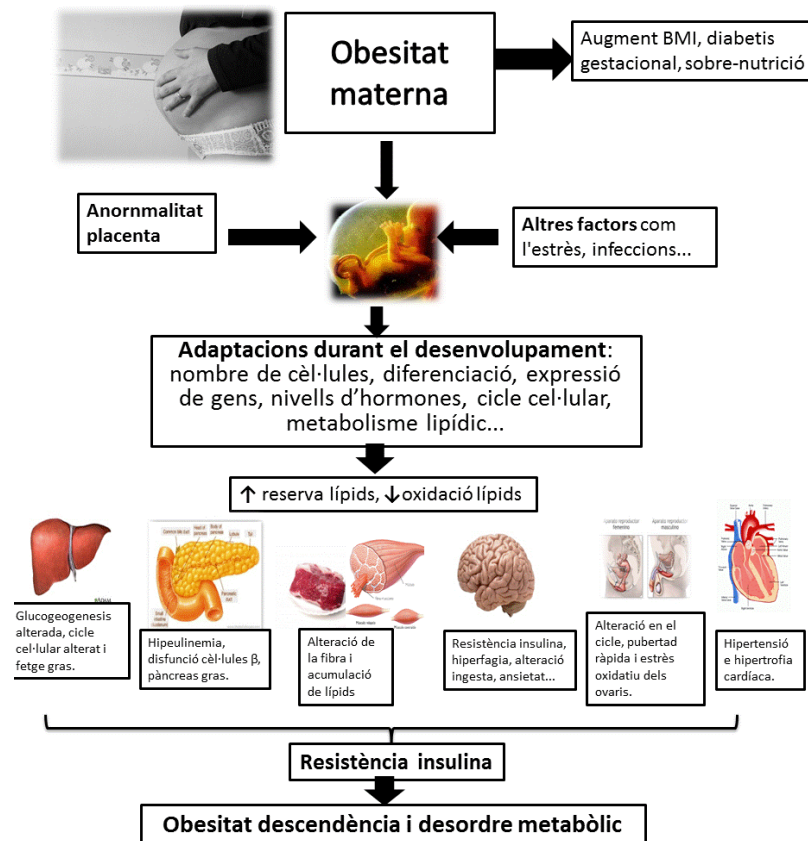 Obesitat
materna
Augment BMI, diabetis
gestacional, sobre-nutrició
Anornmalitat
placenta
Altres factors com
l'estrès, infeccions...
Adaptacions durant el desenvolupament:
nombre de cèl·lules, diferenciació, expressió
de gens, nivells d’hormones, cicle cel·lular,
metabolisme lipídic...
↑ reserva lípids, ↓oxidació lípids
Glucogeogenesis
alterada, cicle
cel·lular alterat i
fetge gras.
Hipeulinemia,
disfunció cèl·lules β,
pàncreas gras.
Alteració de
la fibra i
acumulació
de lípids
Resistència insulina,
hiperfagia, alteració
ingesta, ansietat...
Alteració en el
cicle, pubertad
ràpida i estrès
oxidatiu dels
ovaris.
Hipertensió
e hipertrofia
cardíaca.
Resistència insulina
Obesitat descendència i desordre metabòlic